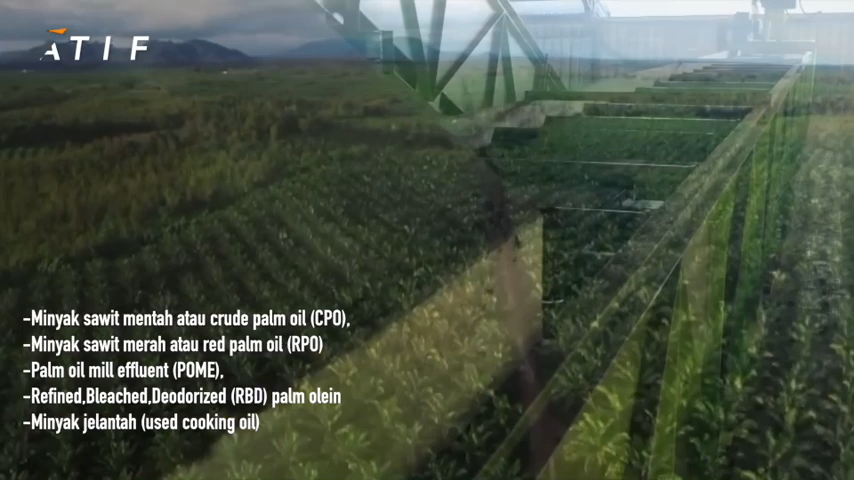 ATIF
-Minyak sawit mentah atau crude palm oil (CPO),
-Minyak sawit merah atau red palm oil (RPO)
-Palm oil mill effluent (POME),
-Refined,Bleached,Deodorized (RBD) palm olein
-Minyak jelantah (used cooking oil)